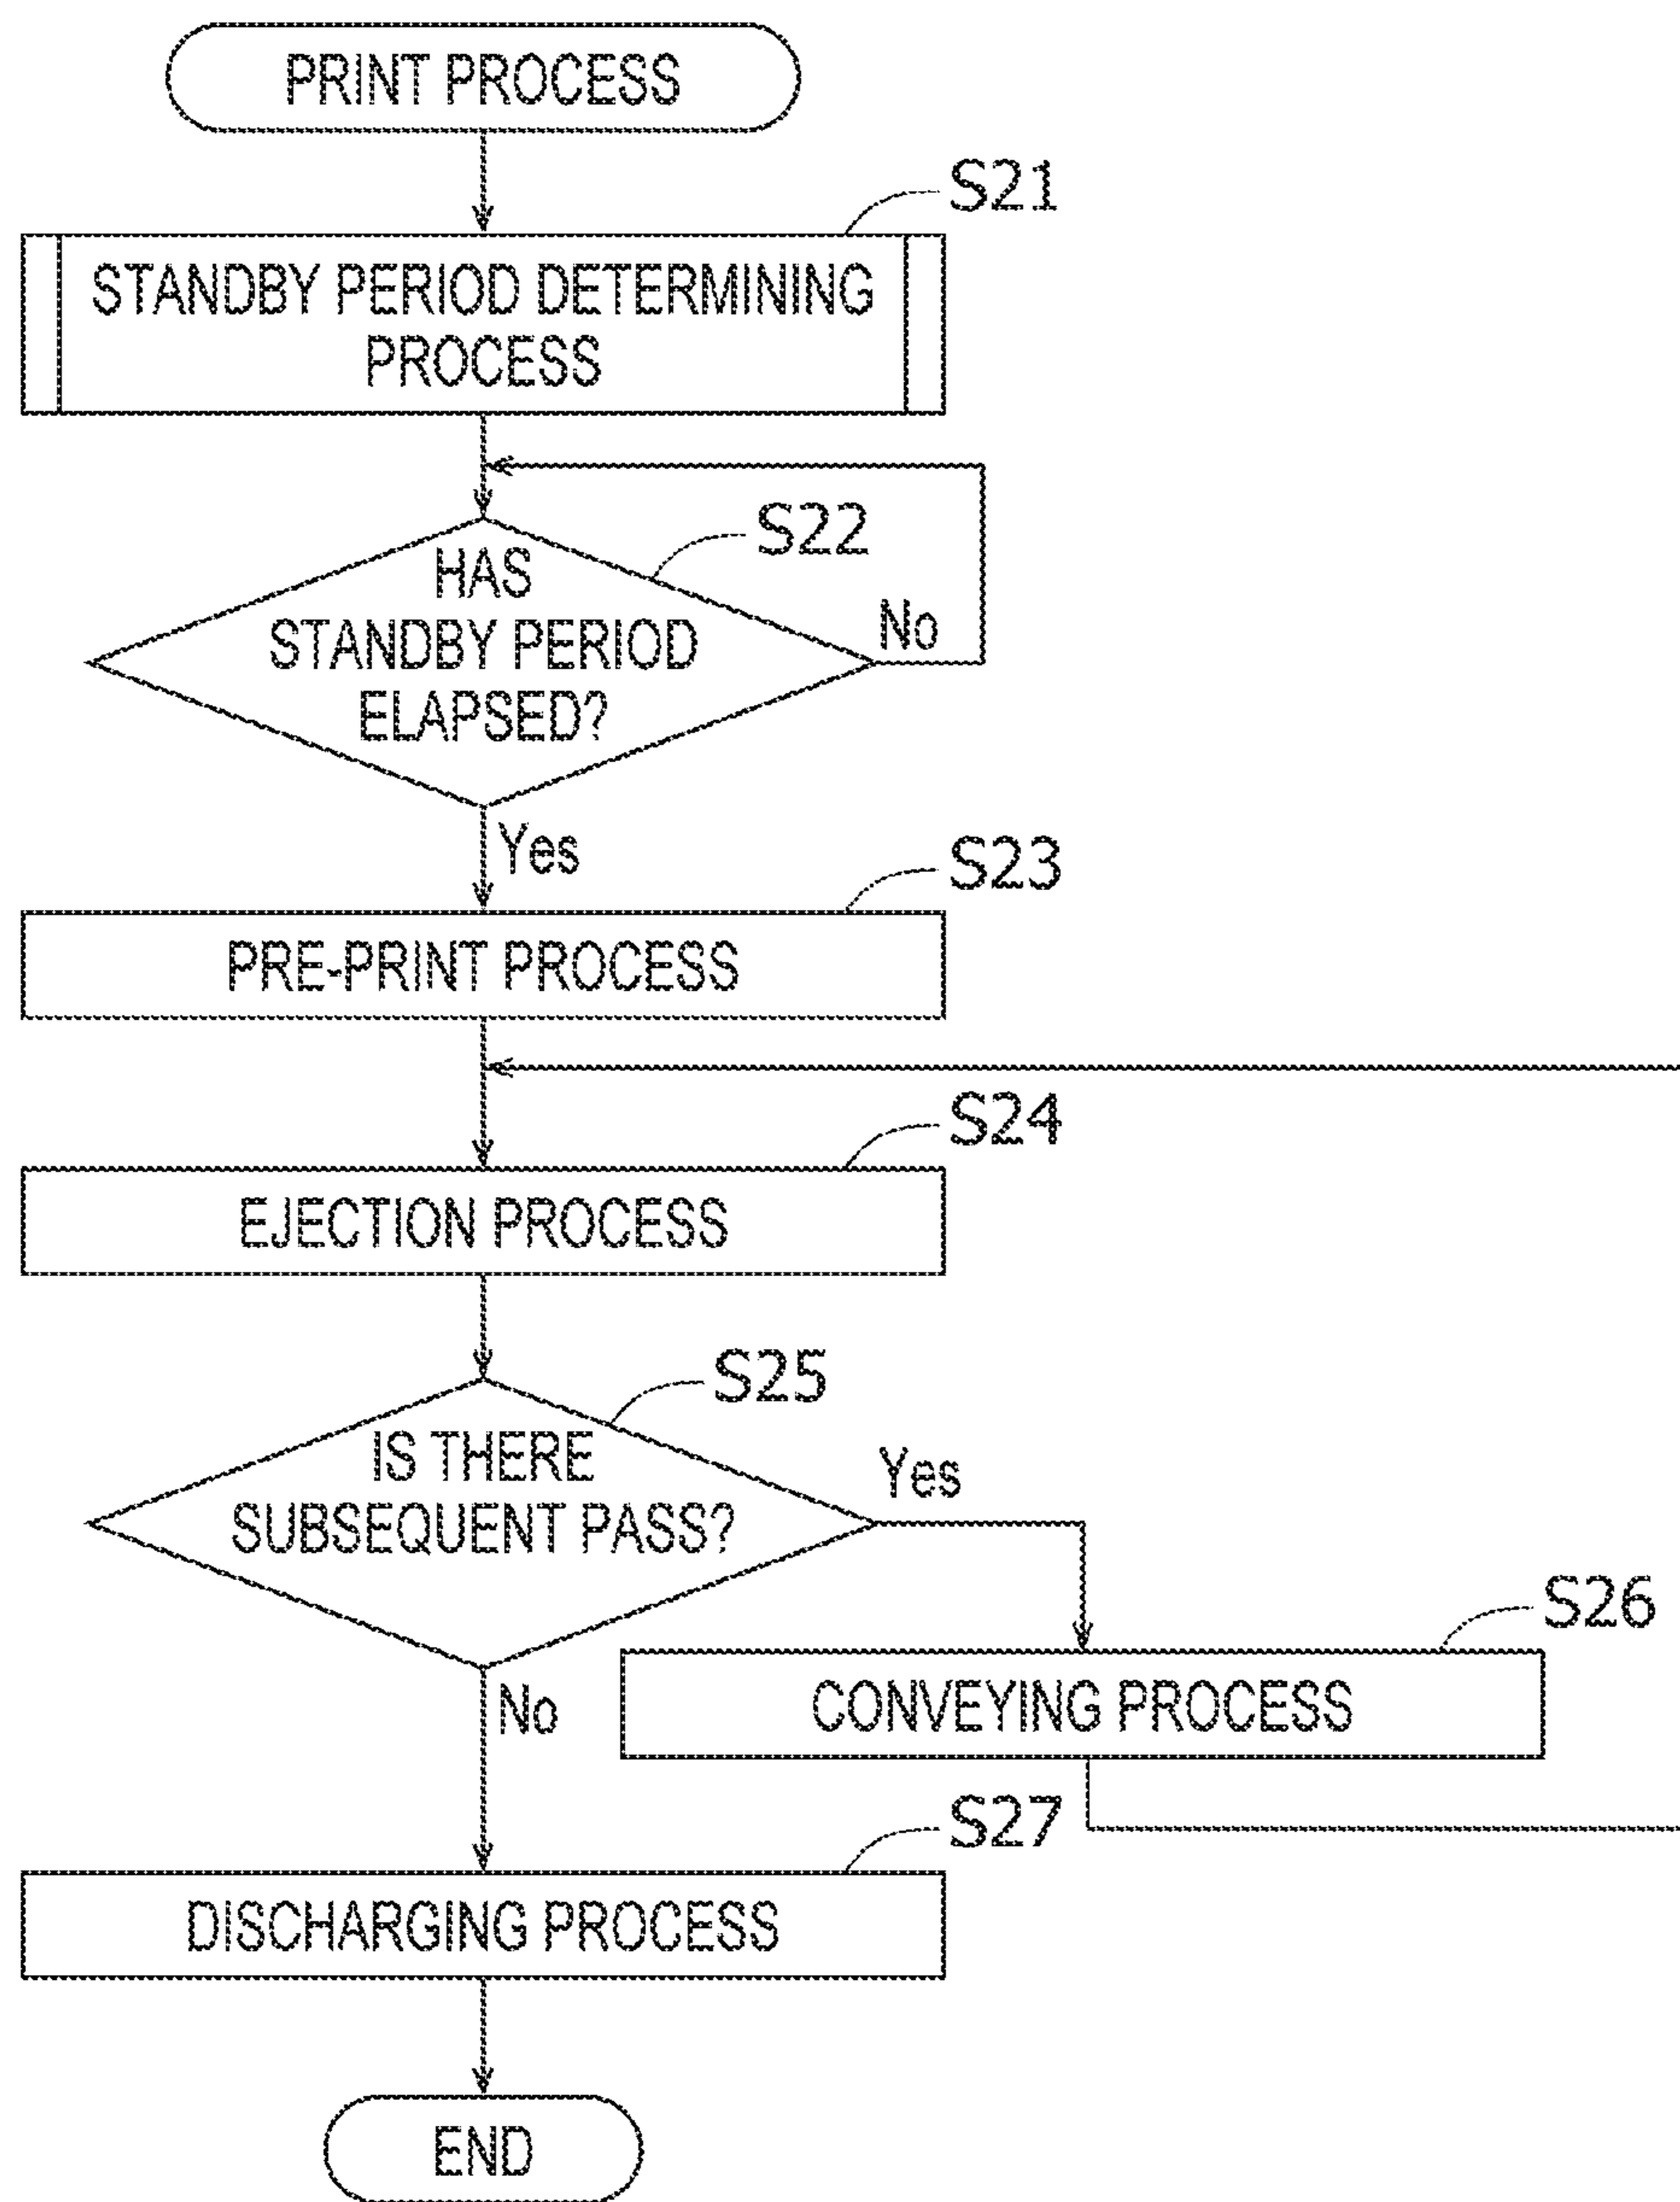 PRINT PROCESS
S21
STANDBY PERIOD DETERMINING
PROCESS
S22
HAS
STANDBY PERIOD
ELAPSED?
No
Yes
S23
PRE-PRINT PROCESS
S24
EJECTION PROCESS
S25
IS THERE
SUBSEQUENT PASS?
Yes
S26
CONVEYING PROCESS
No
S27
DISCHARGING PROCESS
END